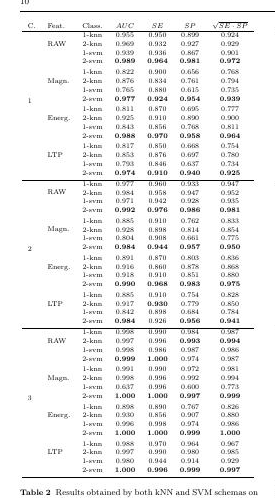 10
C. Feat. Class. AUC SE SP √SE · SP
1-knn 0.955 0.950 0.899 0.924
RAW 2-knn 0.969 0.932 0.927 0.929
1-svm 0.939 0.936 0.867 0.901
2-svm 0.989 0.964 0.981 0.972
1-knn 0.822 0.900 0.656 0.768
Magn. 2-knn 0.876 0.834 0.761 0.794
1-svm 0.765 0.880 0.615 0.735
2-svm 0.977 0.924 0.954 0.939
1
1-knn 0.811 0.870 0.695 0.777
Energ. 2-knn 0.925 0.910 0.890 0.900
1-svm 0.843 0.856 0.768 0.811
2-svm 0.988 0.970 0.958 0.964
1-knn 0.817 0.850 0.668 0.754
LTP 2-knn 0.853 0.876 0.697 0.780
1-svm 0.793 0.846 0.637 0.734
2-svm 0.974 0.910 0.940 0.925
1-knn 0.977 0.960 0.933 0.947
RAW 2-knn 0.984 0.958 0.947 0.952
1-svm 0.971 0.942 0.928 0.935
2-svm 0.992 0.976 0.986 0.981
1-knn 0.885 0.910 0.762 0.833
Magn. 2-knn 0.928 0.898 0.814 0.854
1-svm 0.804 0.908 0.661 0.775
2-svm 0.984 0.944 0.957 0.950
2
1-knn 0.891 0.870 0.803 0.836
Energ. 2-knn 0.916 0.860 0.878 0.868
1-svm 0.918 0.910 0.851 0.880
2-svm 0.990 0.968 0.983 0.975
1-knn 0.885 0.910 0.754 0.828
LTP 2-knn 0.917 0.930 0.779 0.850
1-svm 0.842 0.898 0.684 0.784
2-svm 0.984 0.926 0.956 0.941
1-knn 0.998 0.990 0.984 0.987
RAW 2-knn 0.997 0.996 0.993 0.994
1-svm 0.998 0.986 0.987 0.986
2-svm 0.999 1.000 0.974 0.987
1-knn 0.991 0.990 0.972 0.981
Magn. 2-knn 0.998 0.996 0.992 0.994
1-svm 0.637 0.996 0.600 0.773
2-svm 1.000 1.000 0.997 0.999
3
1-knn 0.898 0.890 0.767 0.826
Energ. 2-knn 0.930 0.856 0.907 0.880
1-svm 0.996 0.998 0.974 0.986
2-svm 1.000 1.000 0.999 1.000
1-knn 0.988 0.970 0.964 0.967
LTP 2-knn 0.997 0.990 0.980 0.985
1-svm 0.980 0.944 0.914 0.929
2-svm 1.000 0.996 0.999 0.997
Table 2 Results obtained by both kNN and SVM schemas on